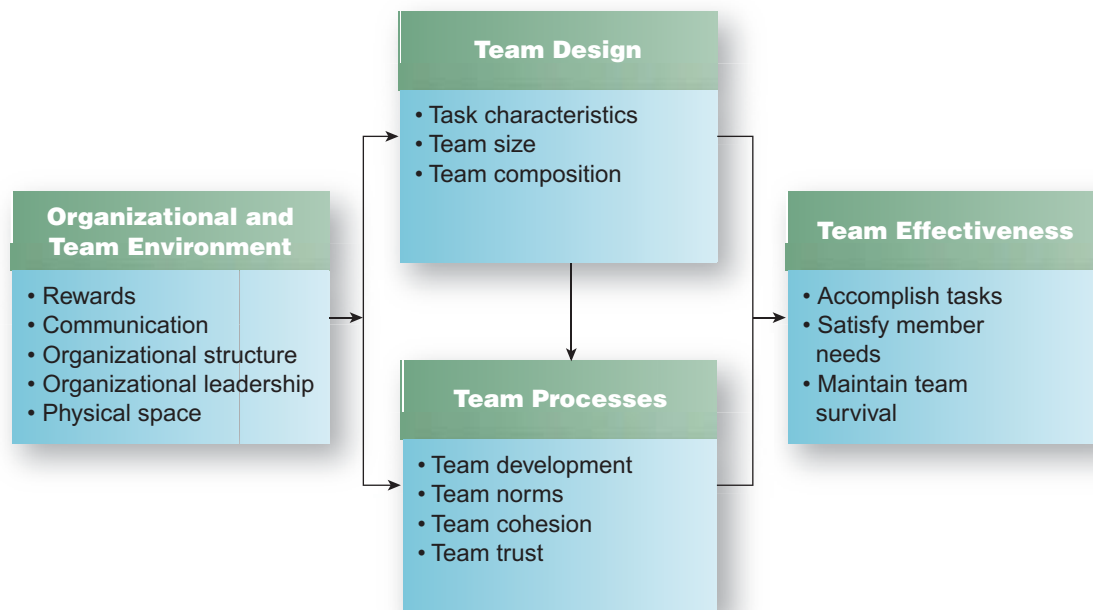 Team Design
• Task characteristics
• Team size
• Team composition
Organizational and
Team Environment
• Rewards
• Communication
• Organizational structure
• Organizational leadership
• Physical space
Team Processes
• Team development
• Team norms
• Team cohesion
• Team trust
Team Effectiveness
• Accomplish tasks
• Satisfy member
needs
• Maintain team
survival